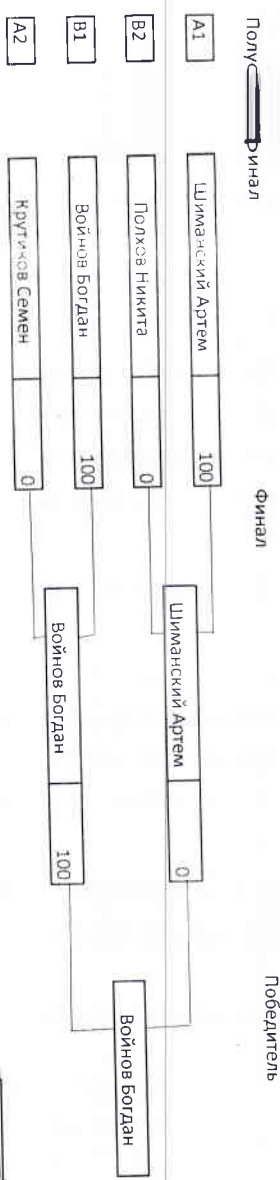 Полуфинал
Финал
Победитель
A1
Шиманский Артем
100
B2
Полхов Никита
0
B1
Войнов Богдан
100
A2
Крутиков Семен
0
Шиманский Артем
0
Войнов Богдан
100
Войнов Богдан